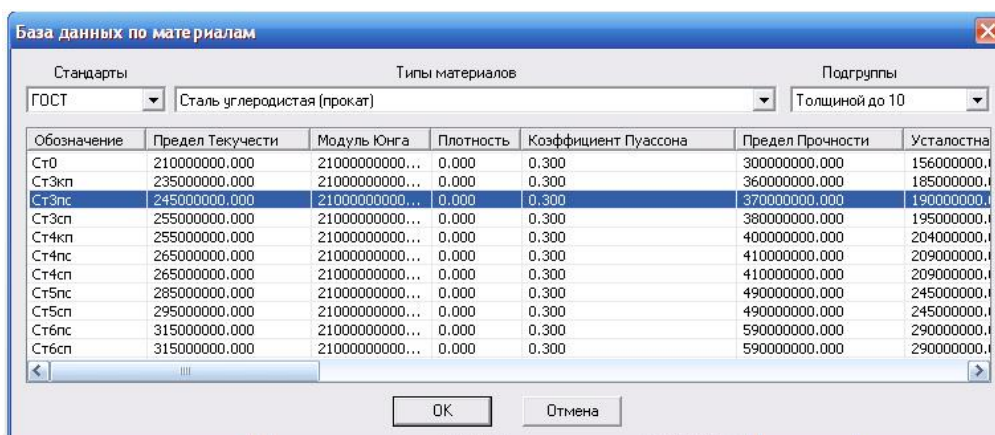 База данных по материалам
Стандарты Типы материалов Подгруппы
ГОСТ Сталь углеродистая (прокат) Толщиной до 10
Обозначение Предел Текучести Модуль Юнга Плотность Коэффициент Пуассона Предел Прочности Усталостна
Ст0 210000000.000 21000000000... 0.000 0.300 300000000.000 156000000.
Ст3кп 235000000.000 21000000000... 0.000 0.300 360000000.000 185000000.
Ст3пс 245000000.000 21000000000... 0.000 0.300 370000000.000 190000000.
Ст3сп 255000000.000 21000000000... 0.000 0.300 380000000.000 195000000.
Ст4кп 255000000.000 21000000000... 0.000 0.300 400000000.000 204000000.
Ст4пс 265000000.000 21000000000... 0.000 0.300 410000000.000 209000000.
Ст4сп 265000000.000 21000000000... 0.000 0.300 410000000.000 209000000.
Ст5пс 285000000.000 21000000000... 0.000 0.300 490000000.000 245000000.
Ст5сп 295000000.000 21000000000... 0.000 0.300 490000000.000 245000000.
Ст6пс 315000000.000 21000000000... 0.000 0.300 590000000.000 290000000.
Ст6сп 315000000.000 21000000000... 0.000 0.300 590000000.000 290000000.
OK Отмена